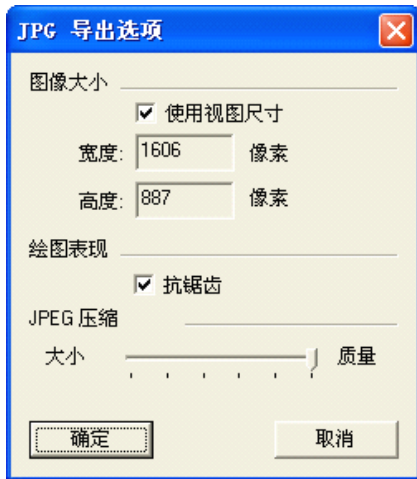 JPG 导出选项
图像大小
使用视图尺寸
宽度: 1606 像素
高度: 887 像素
绘图表现
抗锯齿
JPEG 压缩
大小 质量
确定 取消